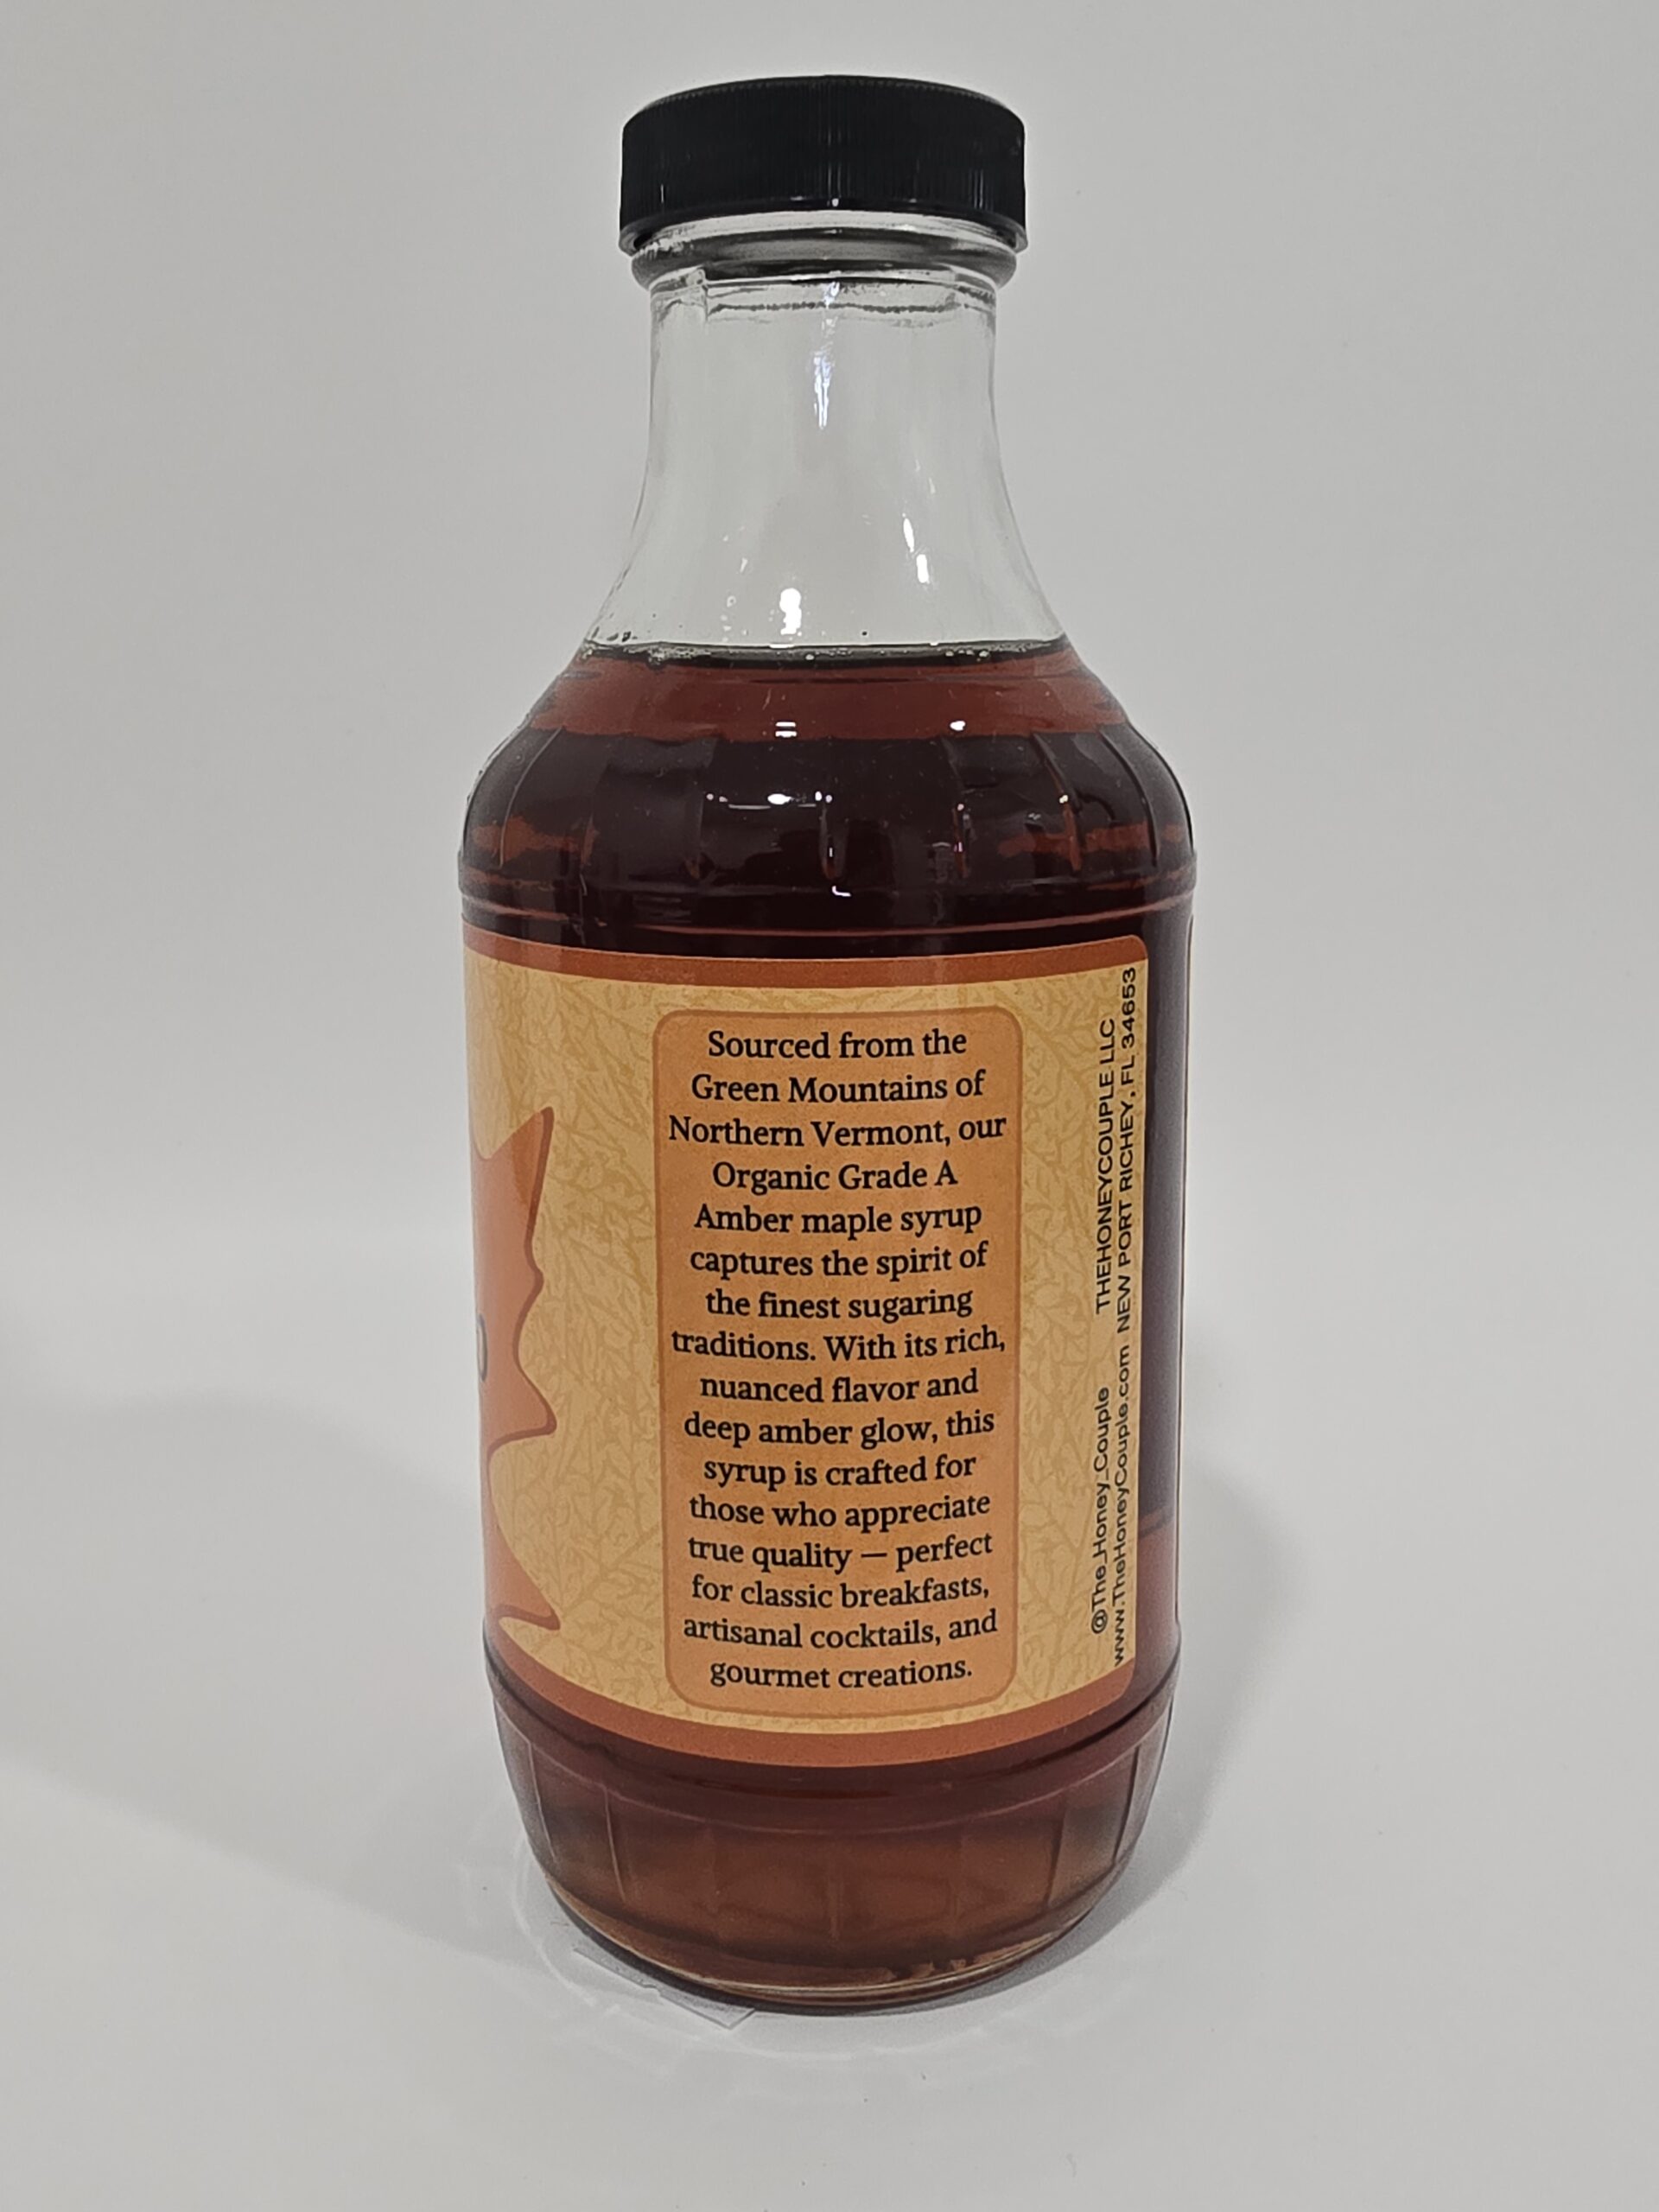 Sourced from the
Green Mountains of
Northern Vermont, our
Organic Grade A
Amber maple syrup
captures the spirit of
the finest sugaring
traditions. With its rich,
nuanced flavor and
deep amber glow, this
syrup is crafted for
those who appreciate
true quality — perfect
for classic breakfasts,
artisanal cocktails, and
gourmet creations.
@The_Honey_Couple THEHONEYCOUPLE LLC
www.TheHoneyCouple.com NEW PORT RICHEY, FL 34653